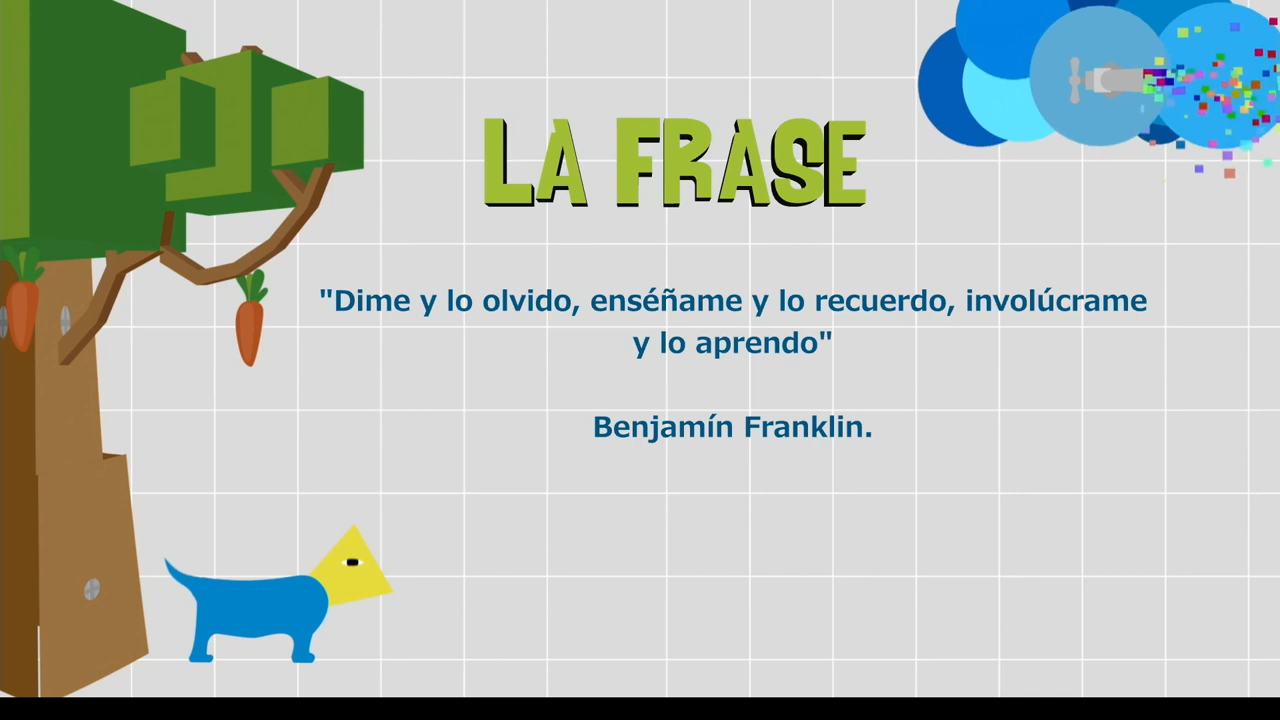 LA FRASE
"Dime y lo olvido, enséñame y lo recuerdo, involúcrame
y lo aprendo"
Benjamín Franklin.